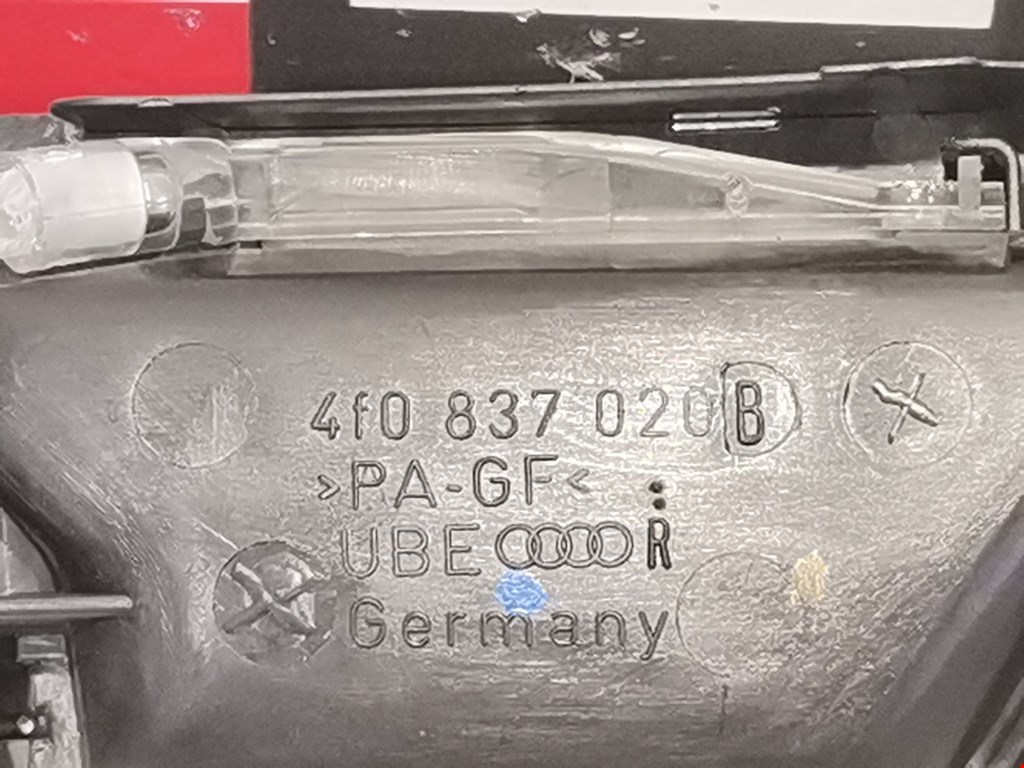 4f0 837 020 B
>PA-GF<
UBE R
Germany